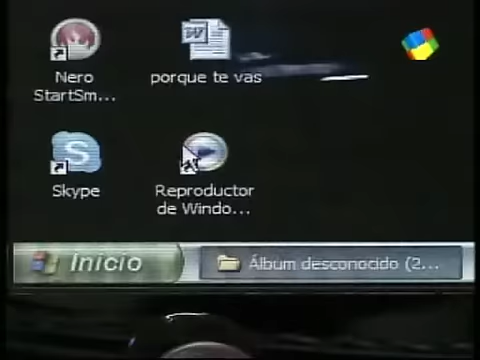 Nero
StartSm...
porque te vas
Skype
Reproductor
de Windo...
Inicio
Álbum desconocido (2...